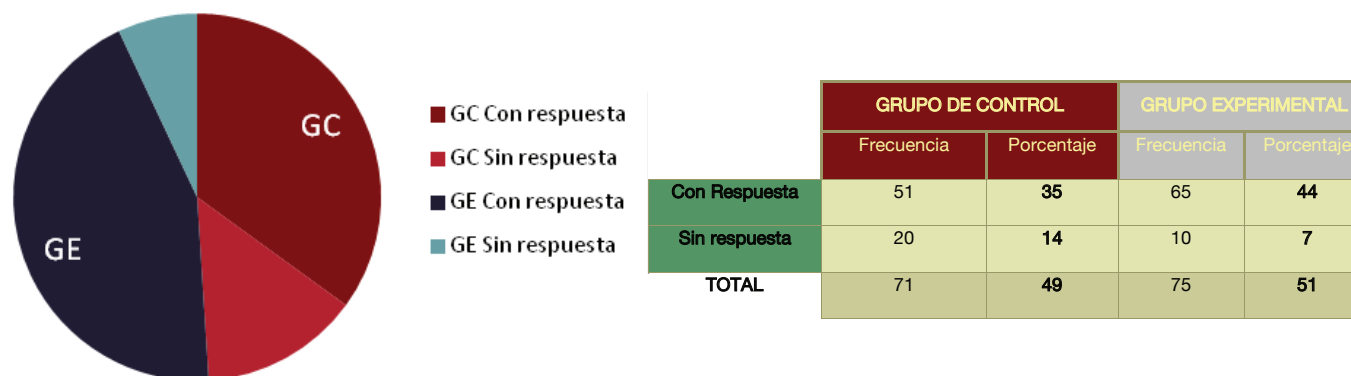 GC
GE
GC Con respuesta
GC Sin respuesta
GE Con respuesta
GE Sin respuesta
GRUPO DE CONTROL GRUPO EXPERIMENTAL
Frecuencia Porcentaje Frecuencia Porcentaje
Con Respuesta 51 35 65 44
Sin respuesta 20 14 10 7
TOTAL 71 49 75 51